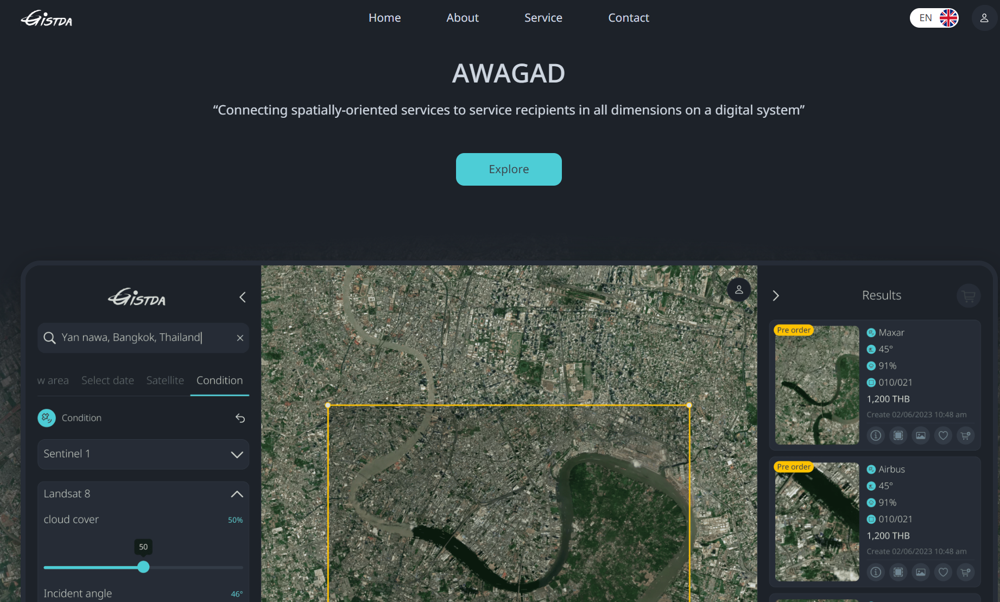 GISTDA
Home
About
Service
Contact
EN
AWAGAD
“Connecting spatially-oriented services to service recipients in all dimensions on a digital system”
Explore
GISTDA
Yan nawa, Bangkok, Thailand
w area
Select date
Satellite
Condition
Condition
Sentinel 1
Landsat 8
cloud cover
50%
50
Incident angle
46°
Results
Pre order
Maxar
45°
91%
010/021
1,200 THB
Create 02/06/2023 10:48 am
Pre order
Airbus
45°
91%
010/021
1,200 THB
Create 02/06/2023 10:48 am